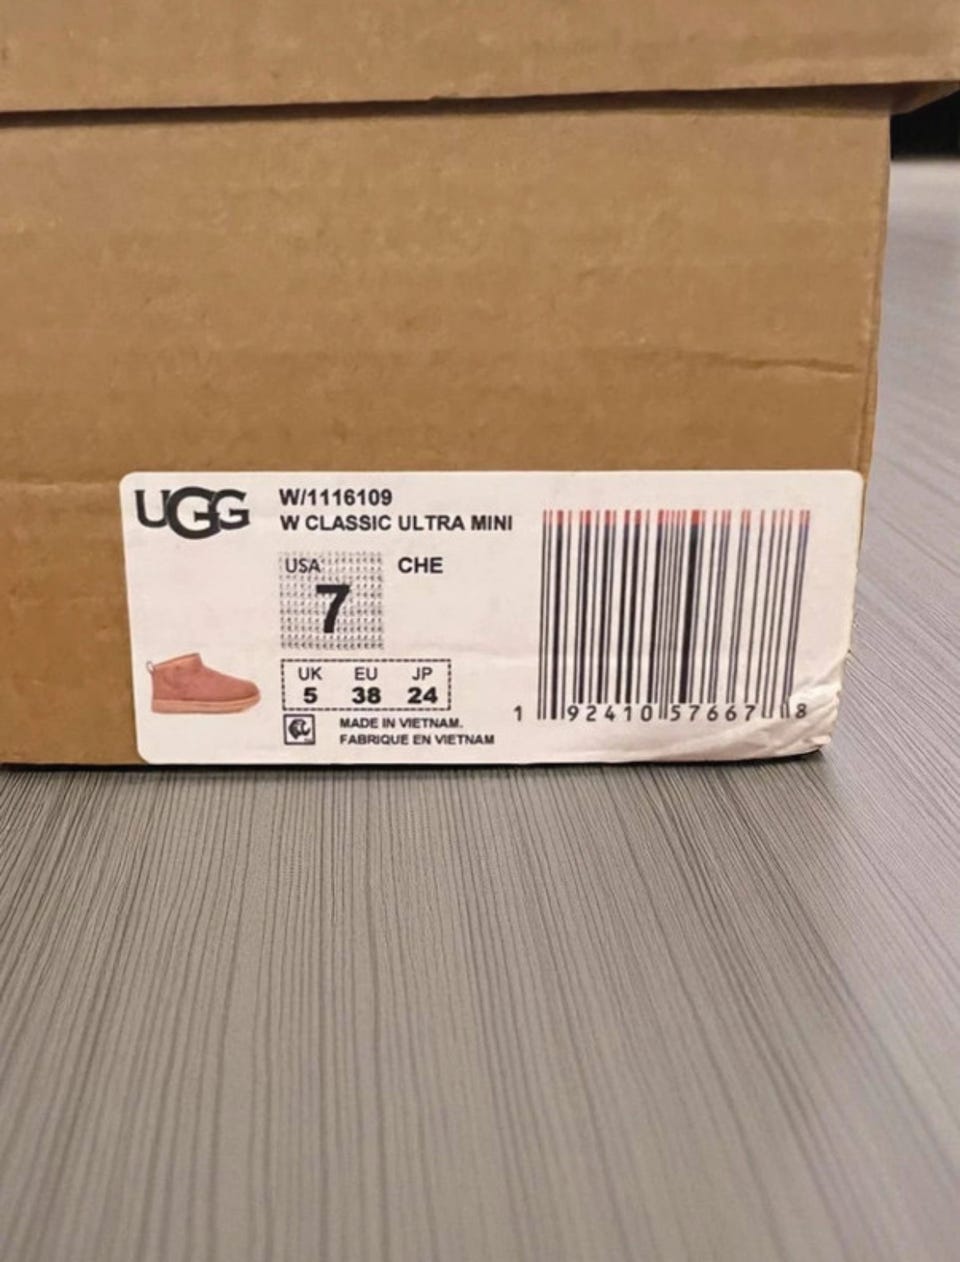 UGG
W/1116109
W CLASSIC ULTRA MINI
USA
7
CHE
UK EU JP
5 38 24
MADE IN VIETNAM.
FABRIQUE EN VIETNAM
1 92410 57667 8